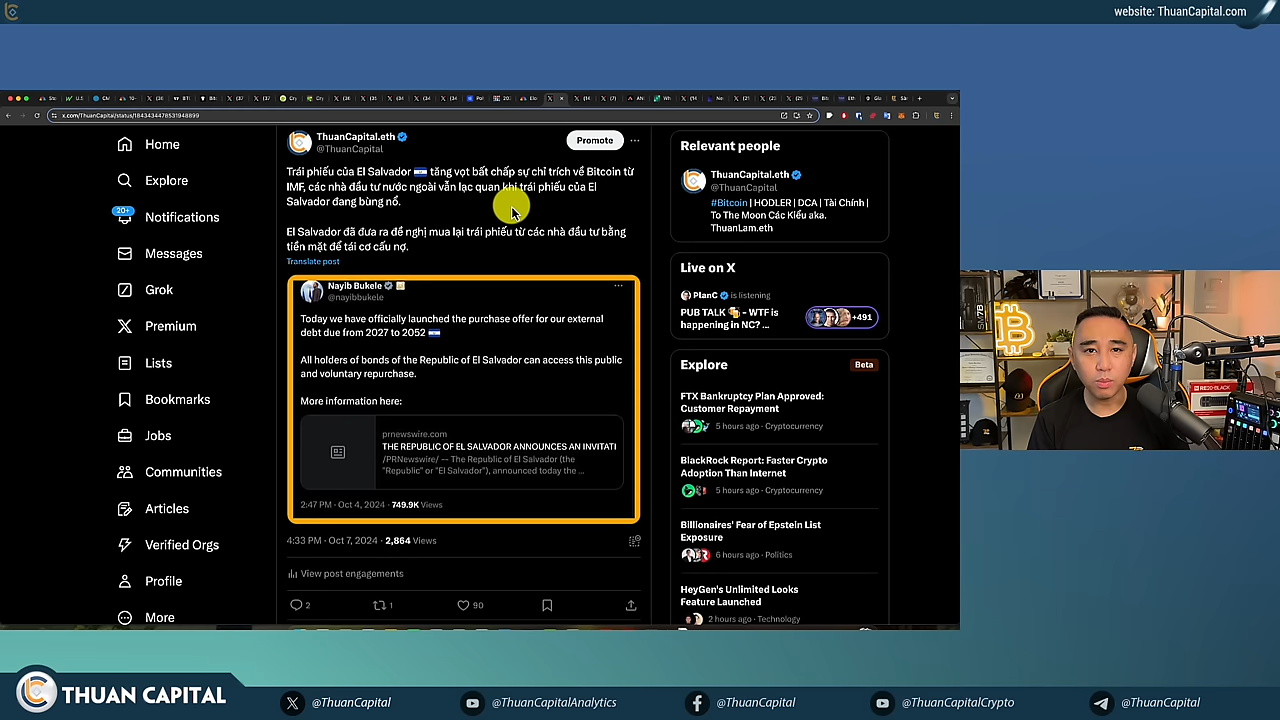 website: ThuanCapital.com
x.com/ThuanCapital/status/1843434478531948899
Home
Explore
20+
Notifications
Messages
Grok
Premium
Lists
Bookmarks
Jobs
Communities
Articles
Verified Orgs
Profile
More
ThuanCapital.eth
@ThuanCapital
Promote
Trái phiếu của El Salvador 🇸🇻 tăng vọt bất chấp sự chỉ trích về Bitcoin từ
IMF, các nhà đầu tư nước ngoài vẫn lạc quan khi trái phiếu của El
Salvador đang bùng nổ.
El Salvador đã đưa ra đề nghị mua lại trái phiếu từ các nhà đầu tư bằng
tiền mặt để tái cơ cấu nợ.
Translate post
Nayib Bukele
@nayibbukele
Today we have officially launched the purchase offer for our external
debt due from 2027 to 2052 🇸🇻
All holders of bonds of the Republic of El Salvador can access this public
and voluntary repurchase.
More information here:
prnewswire.com
THE REPUBLIC OF EL SALVADOR ANNOUNCES AN INVITATI
/PRNewswire/ -- The Republic of El Salvador (the
"Republic" or "El Salvador"), announced today the ...
2:47 PM · Oct 4, 2024 · 749.9K Views
4:33 PM · Oct 7, 2024 · 2,864 Views
View post engagements
2
1
90
Relevant people
ThuanCapital.eth
@ThuanCapital
#Bitcoin | HODLER | DCA | Tài Chính |
To The Moon Các Kiểu aka.
ThuanLam.eth
Live on X
PlanC is listening
PUB TALK 🍻 - WTF is
happening in NC? ...
+491
Explore
Beta
FTX Bankruptcy Plan Approved:
Customer Repayment
5 hours ago · Cryptocurrency
BlackRock Report: Faster Crypto
Adoption Than Internet
5 hours ago · Cryptocurrency
Billionaires' Fear of Epstein List
Exposure
6 hours ago · Politics
HeyGen's Unlimited Looks
Feature Launched
2 hours ago · Technology
THUAN CAPITAL
@ThuanCapital
@ThuanCapitalAnalytics
@ThuanCapital
@ThuanCapitalCrypto
@ThuanCapital